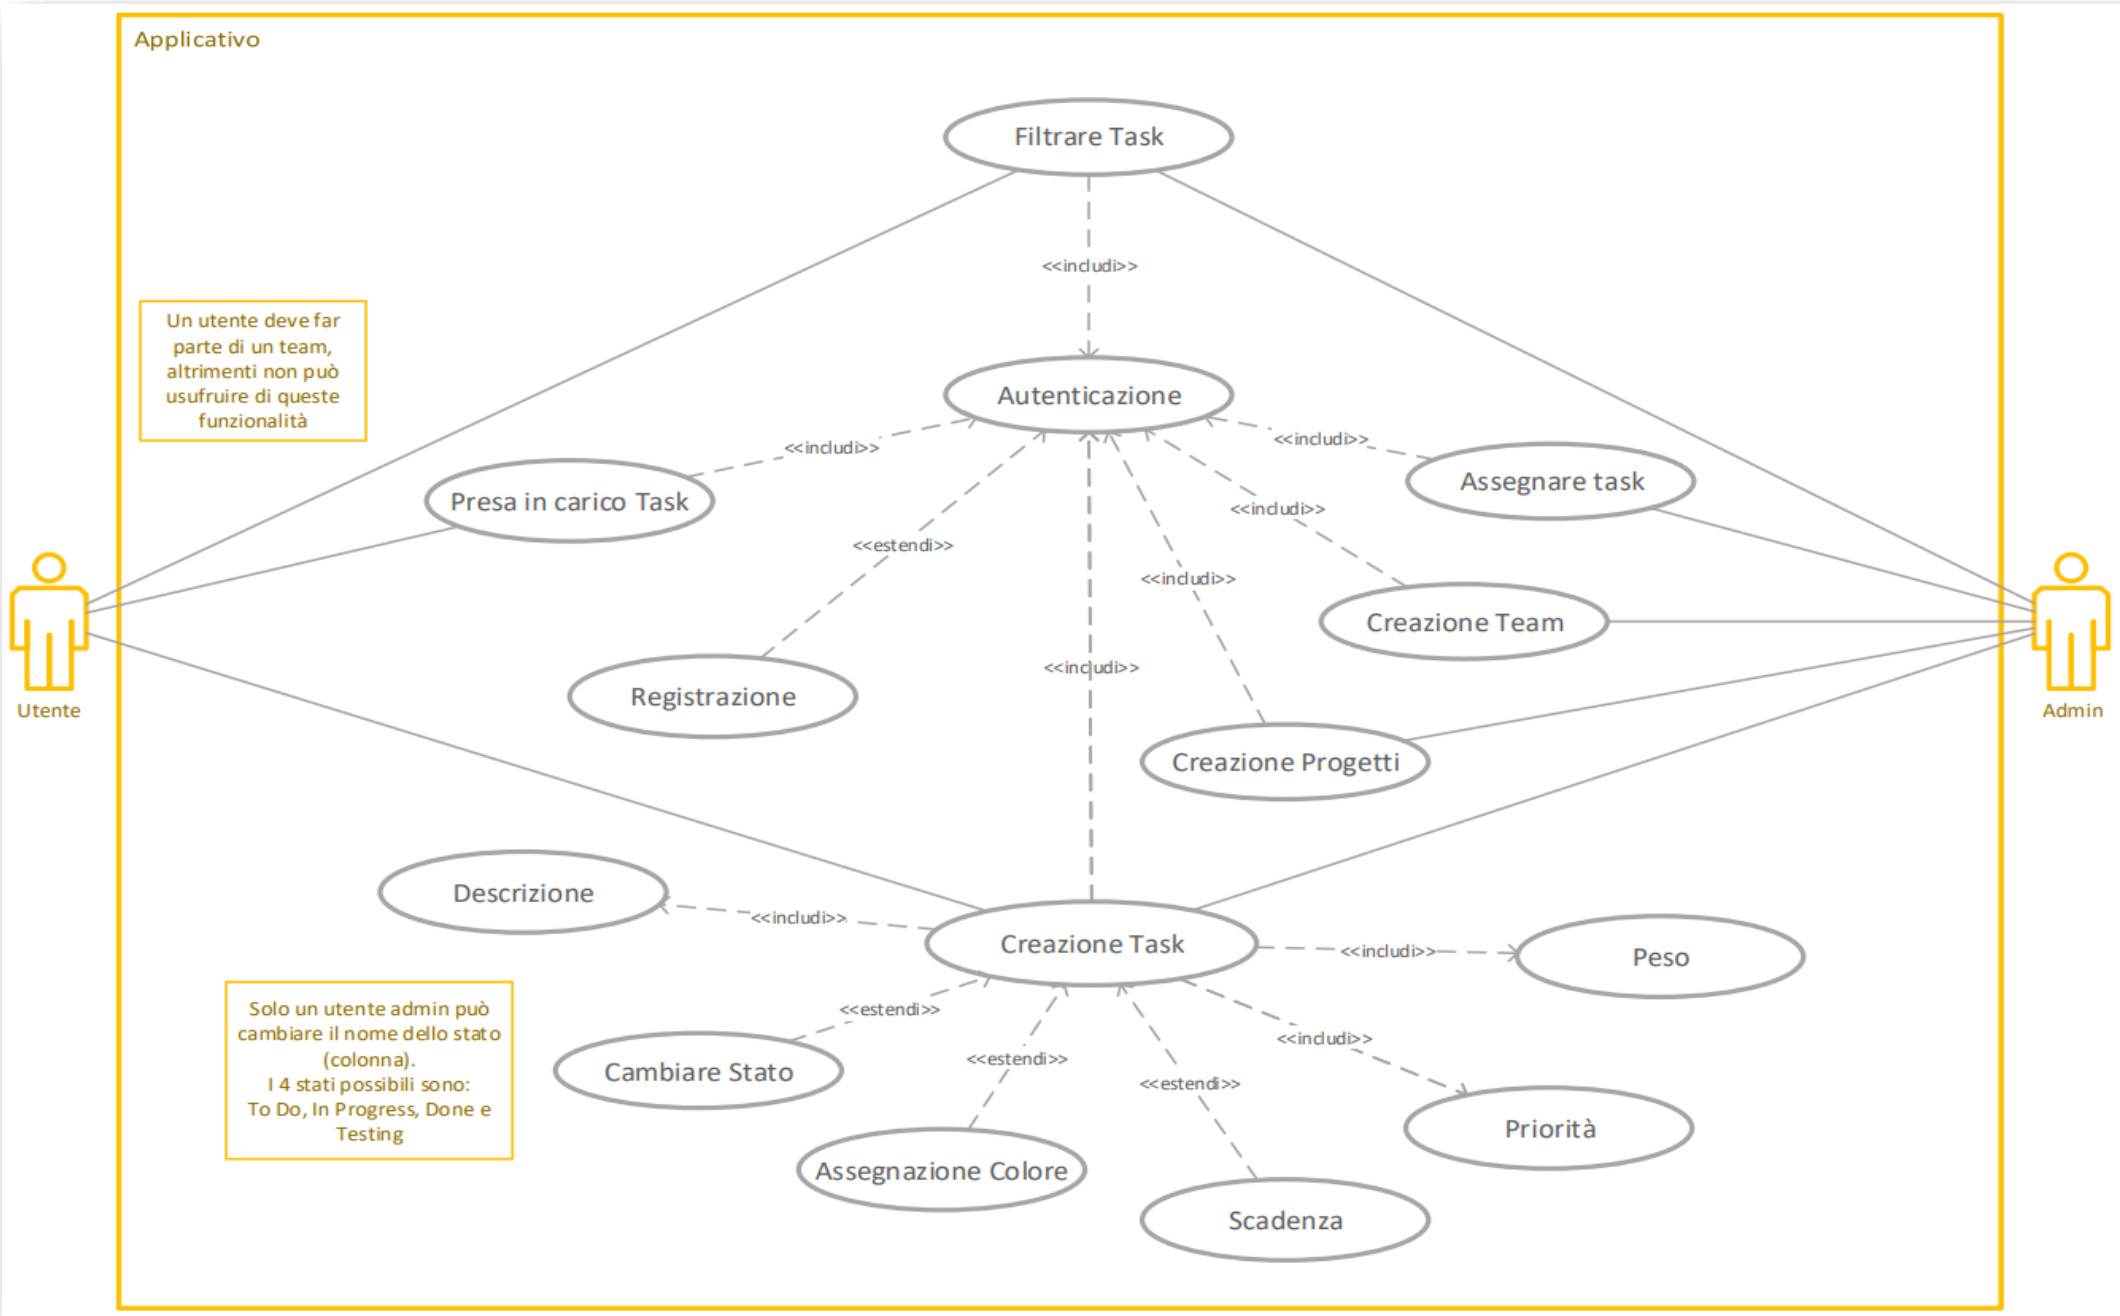 Applicativo
Filtrare Task
<<includi>>
Un utente deve far
parte di un team,
altrimenti non può
usufruire di queste
funzionalità
Autenticazione
<<includi>>
<<includi>>
Presa in carico Task
Assegnare task
<<includi>>
<<estendi>>
<<includi>>
Creazione Team
<<includi>>
Registrazione
Utente
Admin
Creazione Progetti
Descrizione
<<includi>>
Creazione Task
<<includi>>
Peso
Solo un utente admin può
cambiare il nome dello stato
(colonna).
I 4 stati possibili sono:
To Do, In Progress, Done e
Testing
<<estendi>>
<<includi>>
<<estendi>>
Cambiare Stato
<<estendi>>
Priorità
Assegnazione Colore
Scadenza